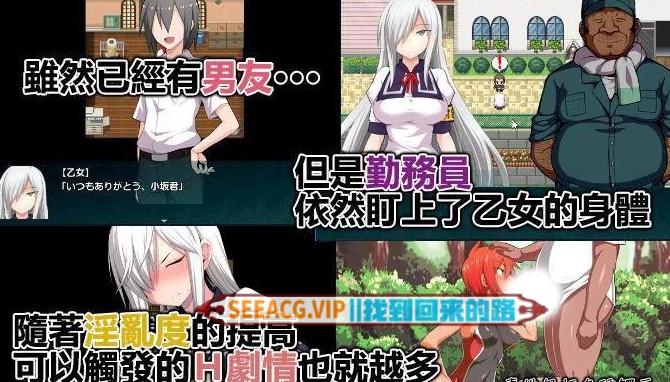 雖然已經有男友…
【乙女】
「いつもありがとう、小坂君」
但是勤務員
依然盯上了乙女的身體
SEEACG.VIP||找到回来的路
隨著淫亂度的提高
可以觸發的H劇情也就越多